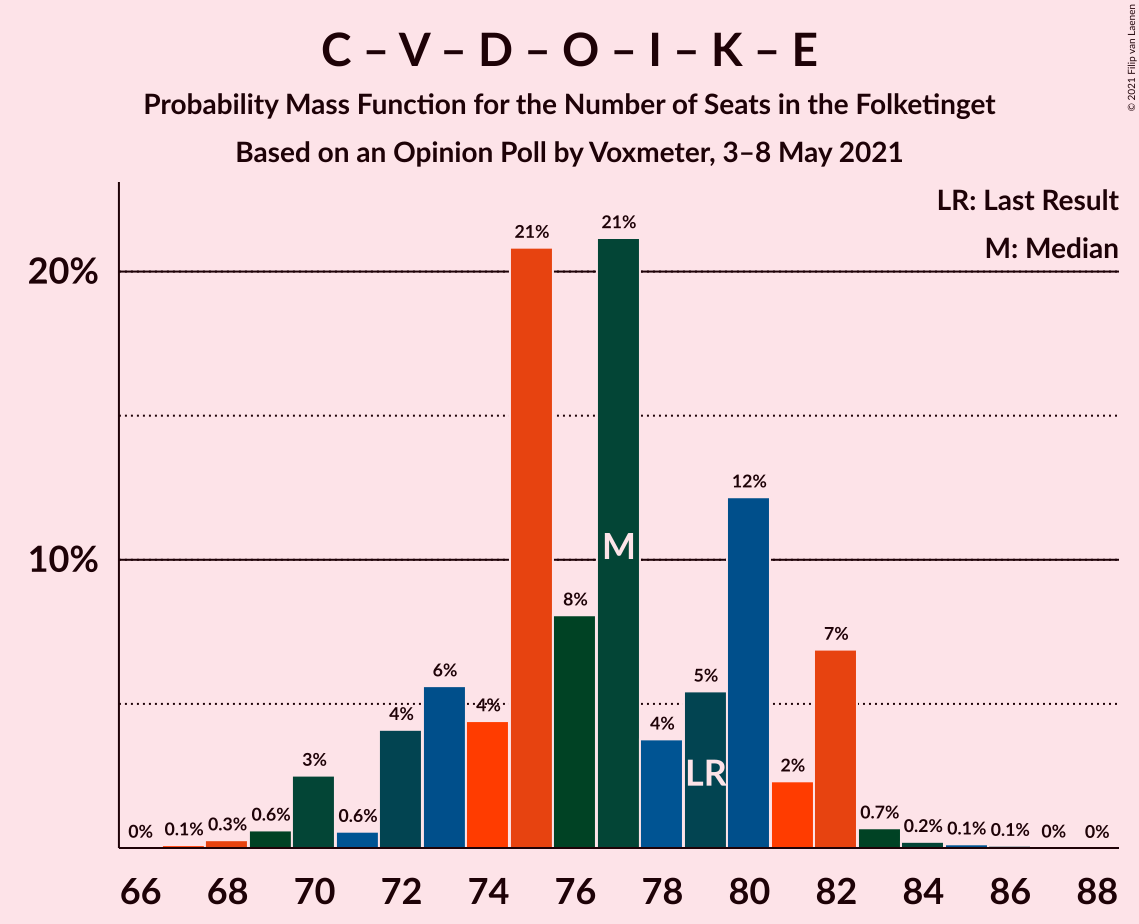 C – V – D – O – I – K – E
Probability Mass Function for the Number of Seats in the Folketinget
Based on an Opinion Poll by Voxmeter, 3–8 May 2021
© 2021 Filip van Laenen
LR: Last Result
M: Median
20%
10%
0%
0.1%
0.3%
0.6%
3%
0.6%
4%
6%
4%
21%
8%
21%
4%
5%
12%
2%
7%
0.7%
0.2%
0.1%
0.1%
0%
0%
M
LR
66 68 70 72 74 76 78 80 82 84 86 88